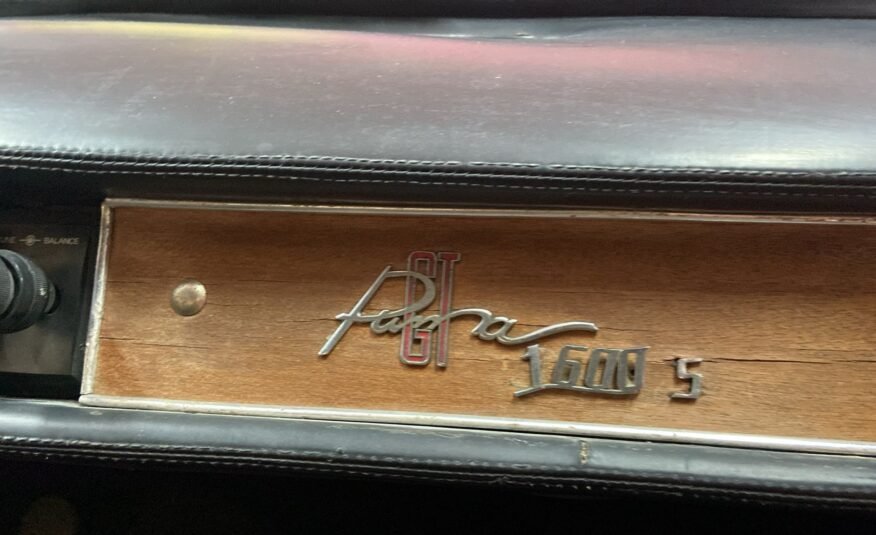 BALANCE
GT
Puma
1600 S